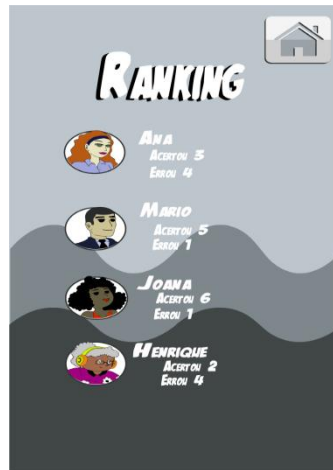 RANKING
ANA
ACERTOU 3
ERROU 4
MARIO
ACERTOU 5
ERROU 1
JOANA
ACERTOU 6
ERROU 1
HENRIQUE
ACERTOU 2
ERROU 4